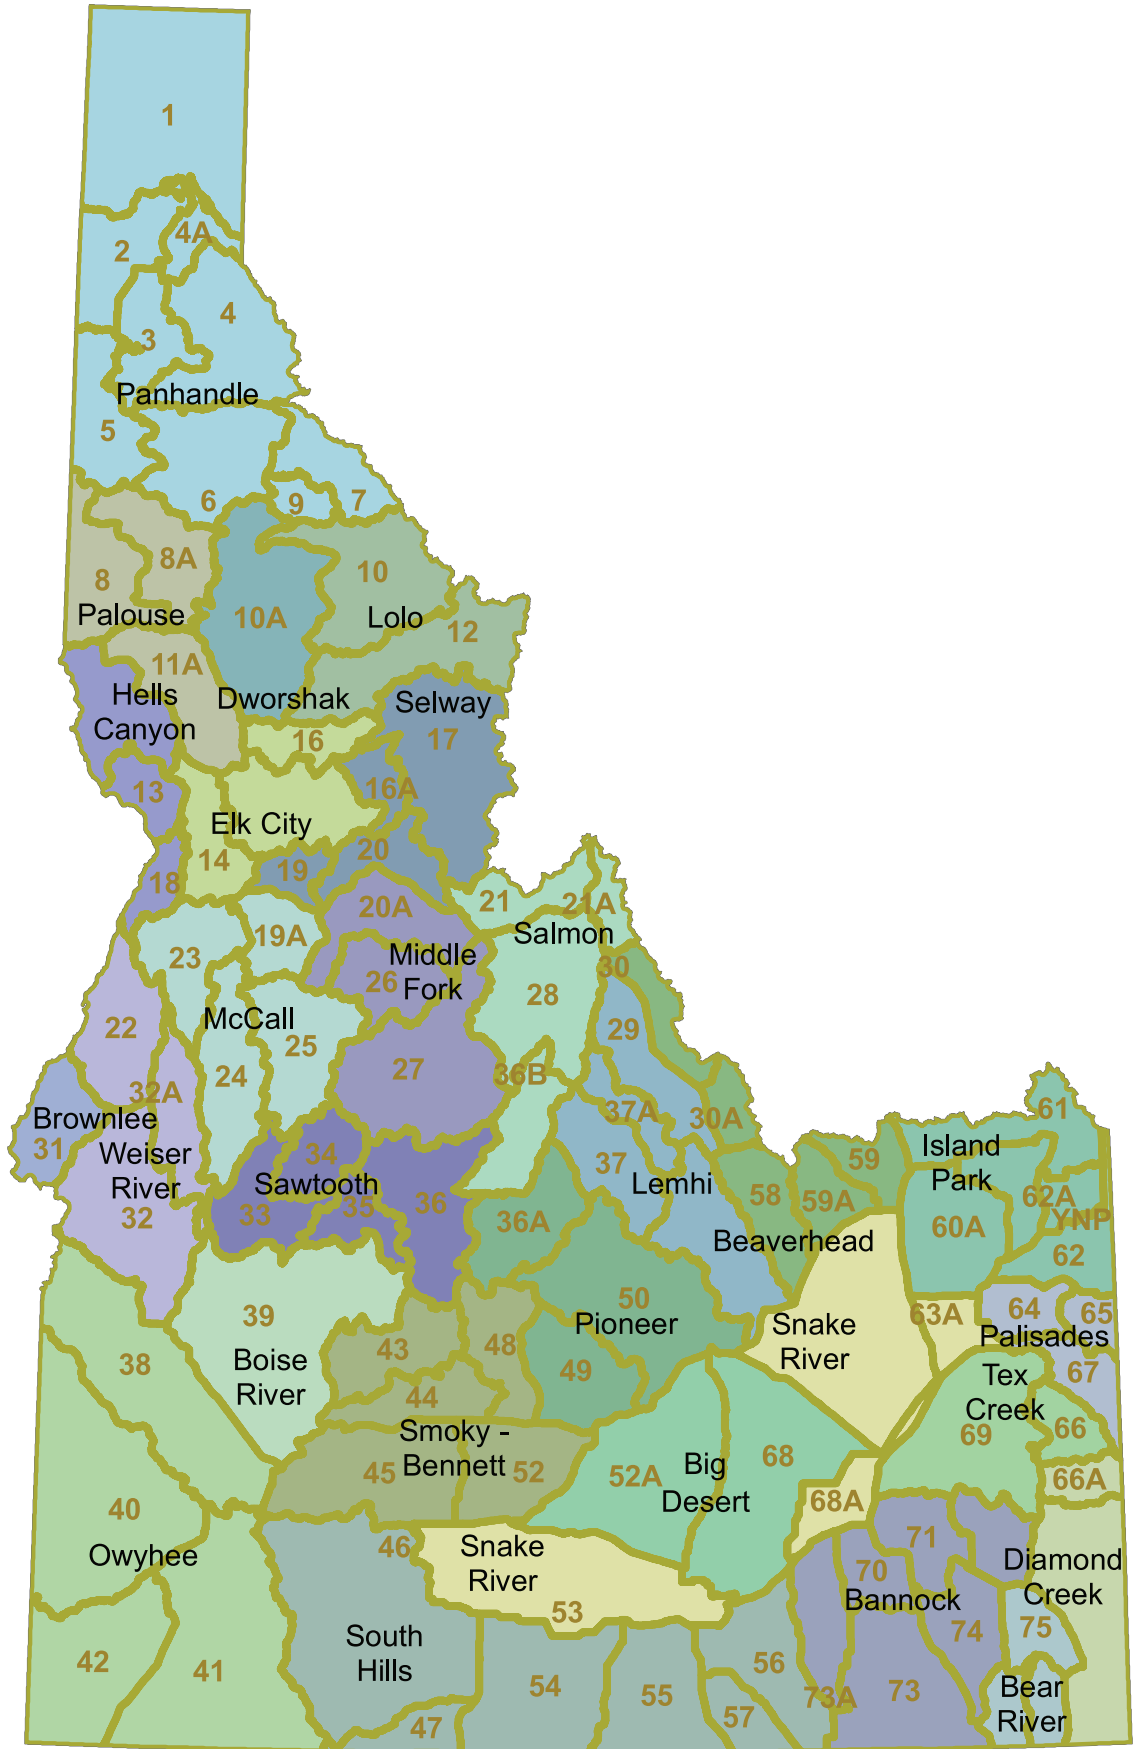 1
4A
2
4
3
Panhandle
5
6
9
7
8A
8
10
Palouse
10A
Lolo
12
11A
Hells
Canyon
Dworshak
Selway
17
16
13
16A
Elk City
20
14
19
18
21
21A
20A
19A
Salmon
23
Middle
Fork
26
30
28
McCall
22
29
25
27
24
36B
32A
37A
30A
Brownlee
31
61
Weiser
River
32
34
Sawtooth
33
35
36
37
Lemhi
58
59
59A
Island
Park
62A
YNP
60A
62
36A
Beaverhead
39
50
Pioneer
Snake
River
63A
64
65
Palisades
38
Boise
River
43
48
49
67
Tex
Creek
69
66
44
Smoky -
Bennett
45
52
52A
Big
Desert
68
68A
66A
40
Owyhee
46
Snake
River
53
71
70
Bannock
Diamond
Creek
74
75
South
Hills
42
41
54
55
56
57
73A
73
Bear
River
47